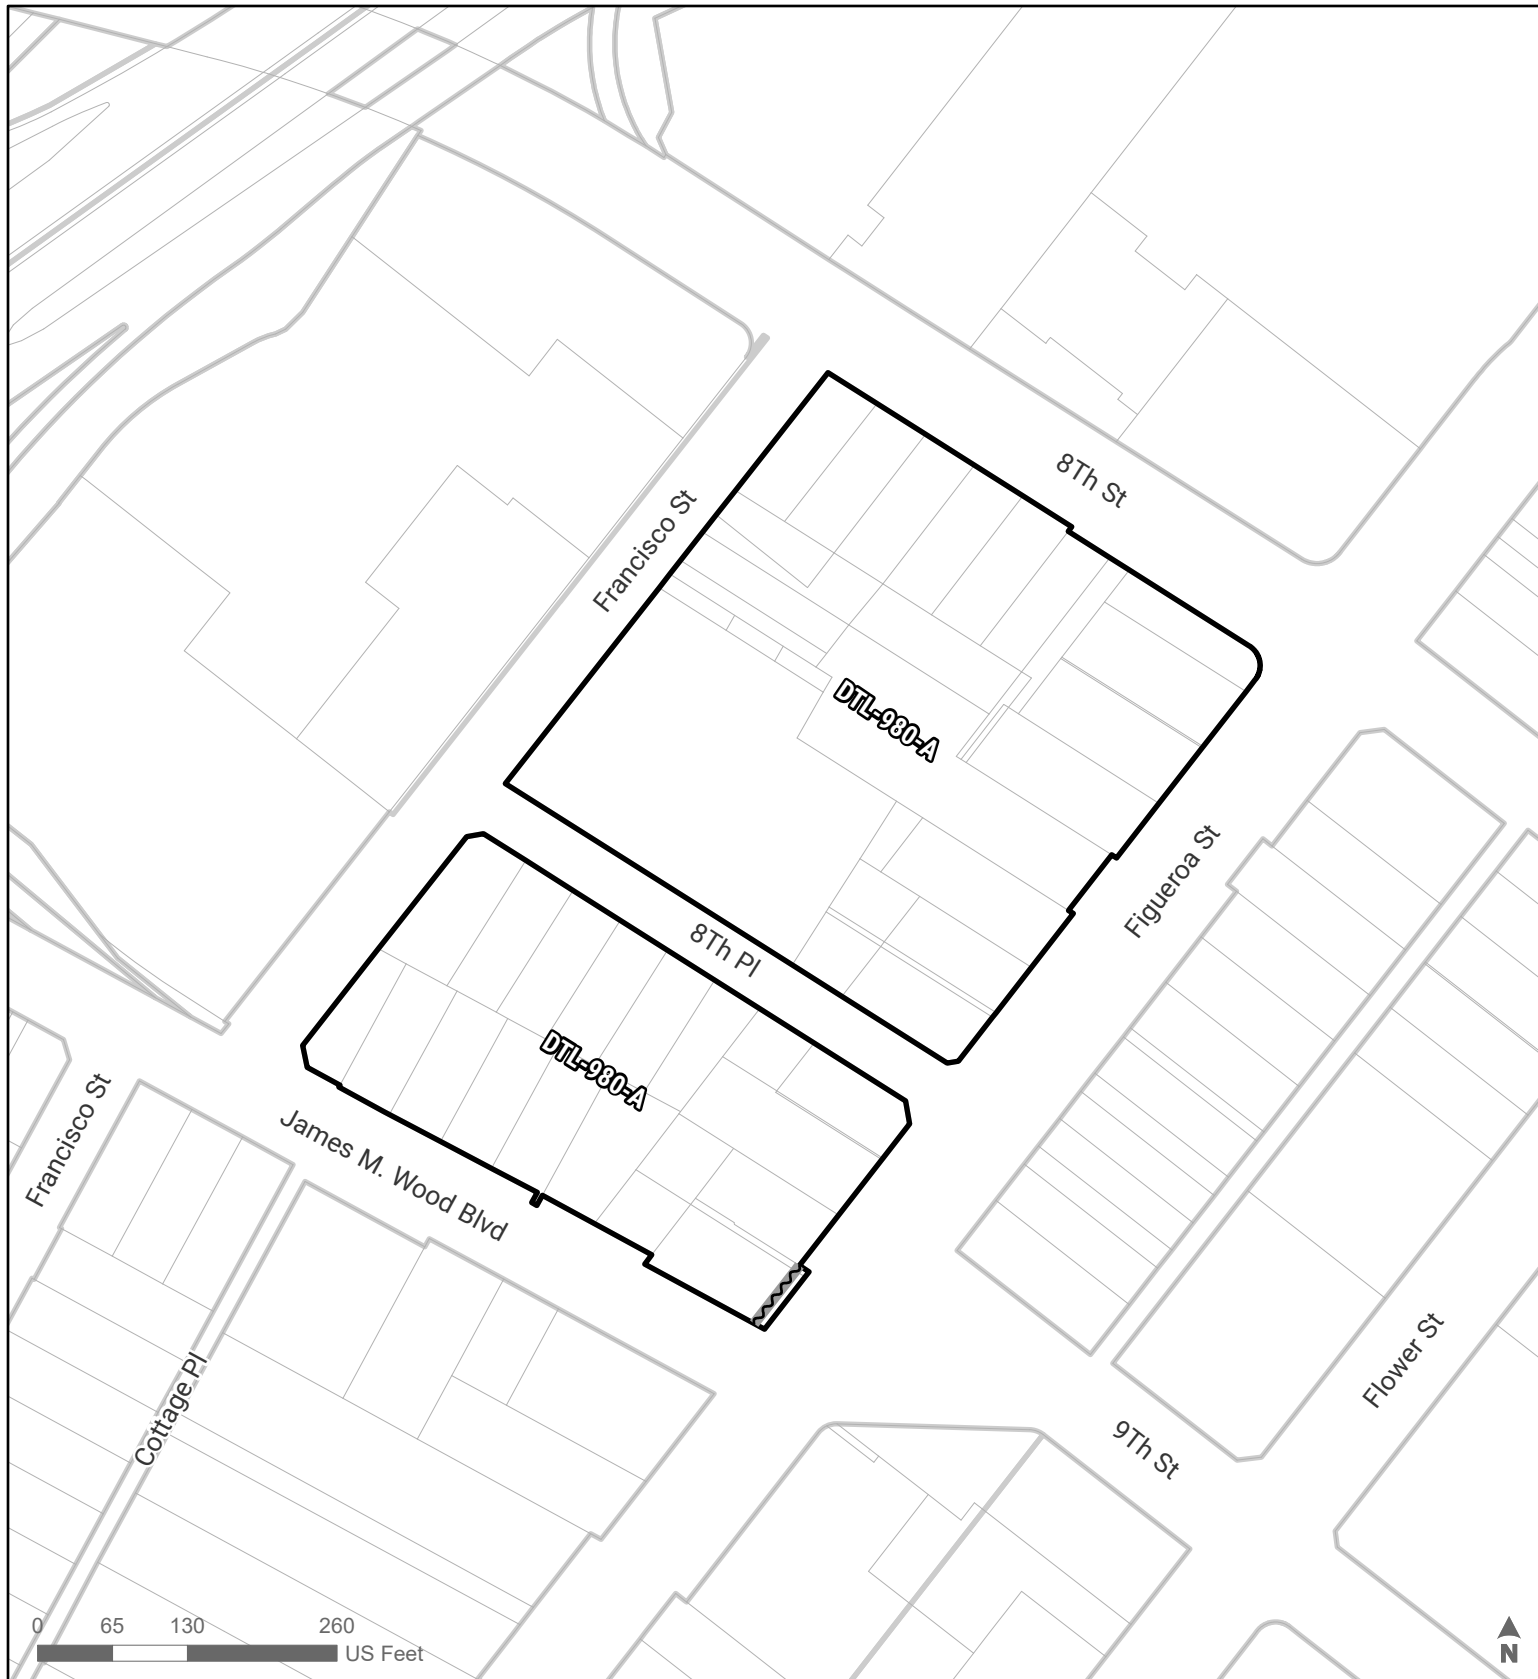 8Th St
Francisco St
DTL-980-A
Figueroa St
8Th Pl
DTL-980-A
Francisco St
James M. Wood Blvd
Flower St
Cottage Pl
9Th St
0 65 130 260
US Feet
N